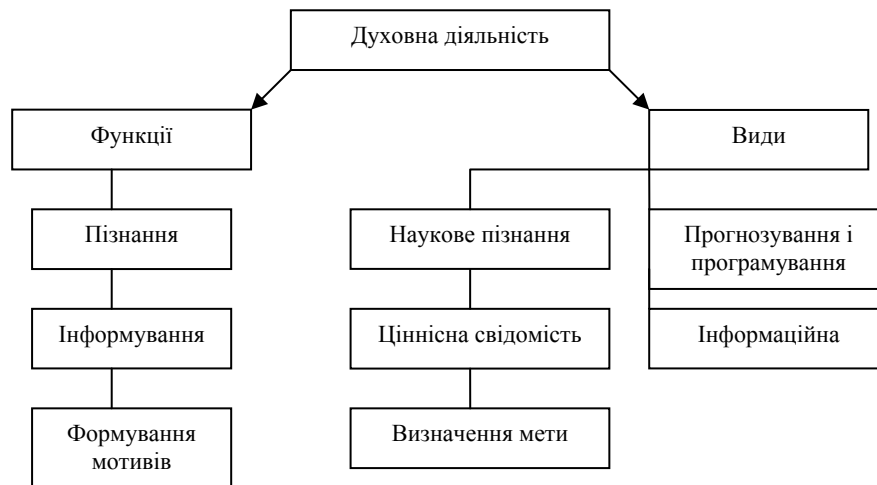 Духовна діяльність
Функції
Види
Пізнання
Наукове пізнання
Прогнозування і
програмування
Інформування
Ціннісна свідомість
Інформаційна
Формування
мотивів
Визначення мети